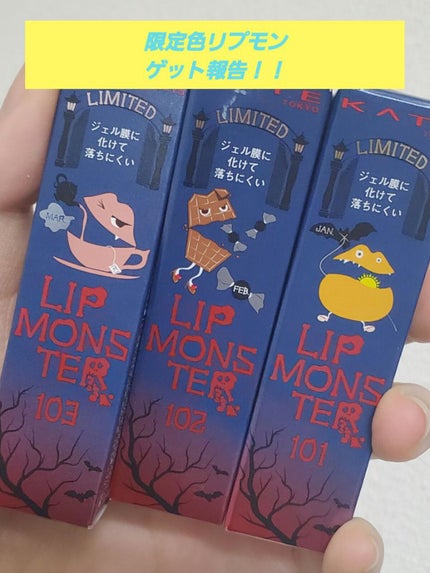 限定色リプモン
ゲット報告！！
LIMITED
ジェル膜に
化けて
落ちにくい
MAR
LIP
MONS
TER
103
TE
TOKYO
LIMITED
ジェル膜に
化けて
落ちにくい
FEB
LIP
MONS
TER
102
KAT
LIMITED
ジェル膜に
化けて
落ちにくい
JAN.
LIP
MONS
TER
101